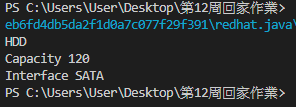 PS C:\Users\User\Desktop\第12周回家作業>
eb6fd4db5da2f1d0a7c077f29f391\redhat.java\
HDD
Capacity 120
Interface SATA
PS C:\Users\User\Desktop\第12周回家作業>